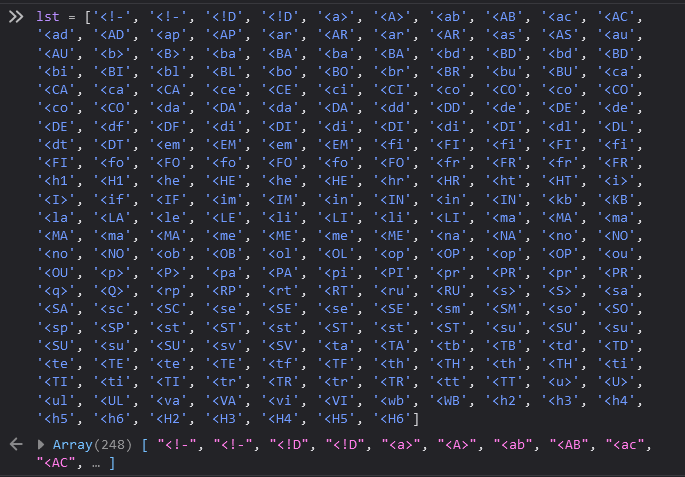 >> lst = ['<!-', '<!-', '<!D', '<!D', '<a>', '<A>', '<ab', '<AB', '<ac', '<AC',
'<ad', '<AD', '<ap', '<AP', '<ar', '<AR', '<ar', '<AR', '<as', '<AS', '<au',
'<AU', '<b>', '<B>', '<ba', '<BA', '<ba', '<BA', '<bd', '<BD', '<bd', '<BD',
'<bi', '<BI', '<bl', '<BL', '<bo', '<BO', '<br', '<BR', '<bu', '<BU', '<ca',
'<CA', '<ca', '<CA', '<ce', '<CE', '<ci', '<CI', '<co', '<CO', '<co', '<CO',
'<co', '<CO', '<da', '<DA', '<da', '<DA', '<dd', '<DD', '<de', '<DE', '<de',
'<DE', '<df', '<DF', '<di', '<DI', '<di', '<DI', '<di', '<DI', '<dl', '<DL',
'<dt', '<DT', '<em', '<EM', '<em', '<EM', '<fi', '<FI', '<fi', '<FI', '<fi',
'<FI', '<fo', '<FO', '<fo', '<FO', '<fo', '<FO', '<fr', '<FR', '<fr', '<FR',
'<h1', '<H1', '<he', '<HE', '<he', '<HE', '<hr', '<HR', '<ht', '<HT', '<i>',
'<I>', '<if', '<IF', '<im', '<IM', '<in', '<IN', '<in', '<IN', '<kb', '<KB',
'<la', '<LA', '<le', '<LE', '<li', '<LI', '<li', '<LI', '<ma', '<MA', '<ma',
'<MA', '<ma', '<MA', '<me', '<ME', '<me', '<ME', '<na', '<NA', '<no', '<NO',
'<no', '<NO', '<ob', '<OB', '<ol', '<OL', '<op', '<OP', '<op', '<OP', '<ou',
'<OU', '<p>', '<P>', '<pa', '<PA', '<pi', '<PI', '<pr', '<PR', '<pr', '<PR',
'<q>', '<Q>', '<rp', '<RP', '<rt', '<RT', '<ru', '<RU', '<s>', '<S>', '<sa',
'<SA', '<sc', '<SC', '<se', '<SE', '<se', '<SE', '<sm', '<SM', '<so', '<SO',
'<sp', '<SP', '<st', '<ST', '<st', '<ST', '<st', '<ST', '<su', '<SU', '<su',
'<SU', '<su', '<SU', '<sv', '<SV', '<ta', '<TA', '<tb', '<TB', '<td', '<TD',
'<te', '<TE', '<te', '<TE', '<tf', '<TF', '<th', '<TH', '<th', '<TH', '<ti',
'<TI', '<ti', '<TI', '<tr', '<TR', '<tr', '<TR', '<tt', '<TT', '<u>', '<U>',
'<ul', '<UL', '<va', '<VA', '<vi', '<VI', '<wb', '<WB', '<h2', '<h3', '<h4',
'<h5', '<h6', '<H2', '<H3', '<H4', '<H5', '<H6']
Array(248) [ "<!-", "<!-", "<!D", "<!D", "<a>", "<A>", "<ab", "<AB", "<ac",
"<AC", … ]